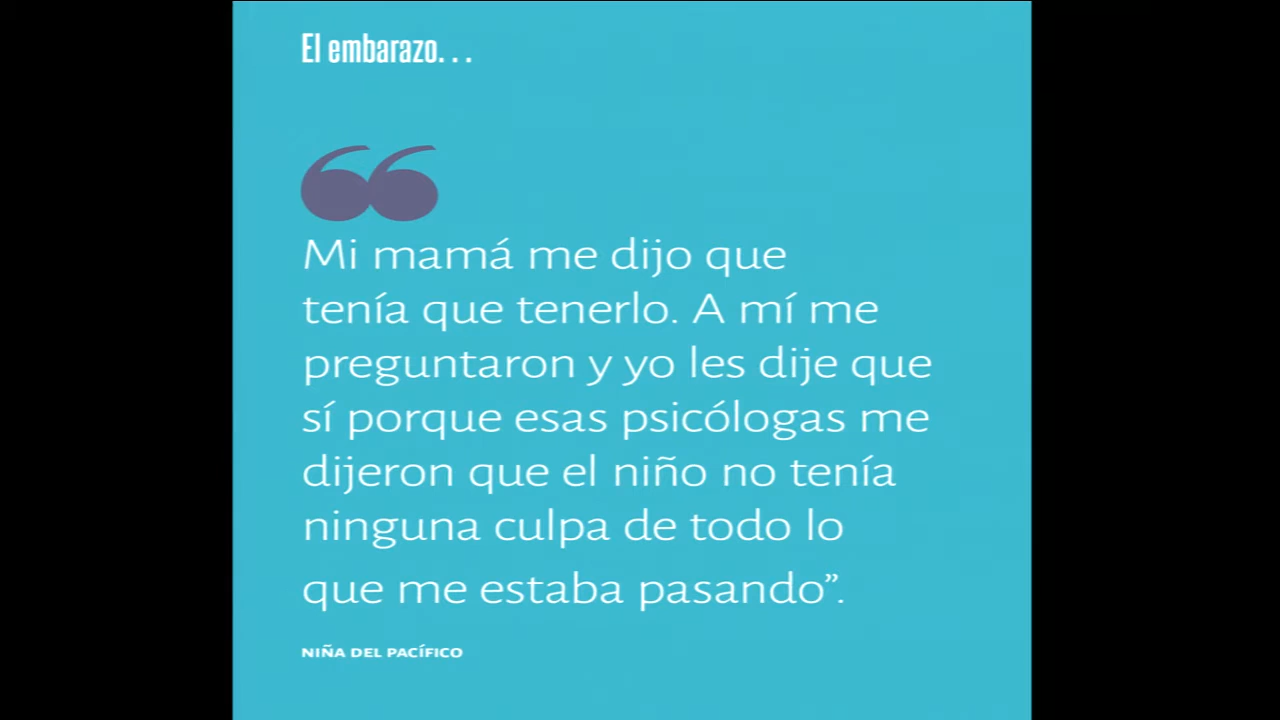 El embarazo...
“
Mi mamá me dijo que
tenía que tenerlo. A mí me
preguntaron y yo les dije que
sí porque esas psicólogas me
dijeron que el niño no tenía
ninguna culpa de todo lo
que me estaba pasando”.
NIÑA DEL PACÍFICO